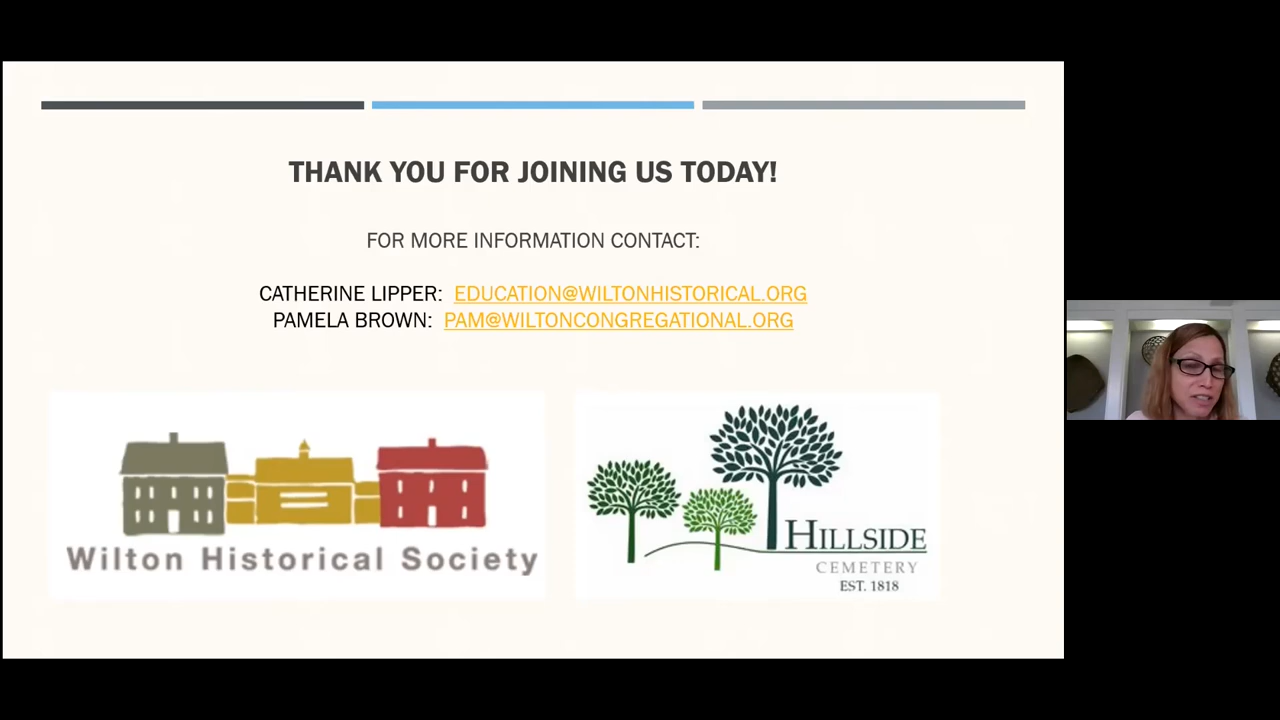 THANK YOU FOR JOINING US TODAY!
FOR MORE INFORMATION CONTACT:
CATHERINE LIPPER: EDUCATION@WILTONHISTORICAL.ORG
PAMELA BROWN: PAM@WILTONCONGREGATIONAL.ORG
Wilton Historical Society
HILLSIDE
CEMETERY
EST. 1818